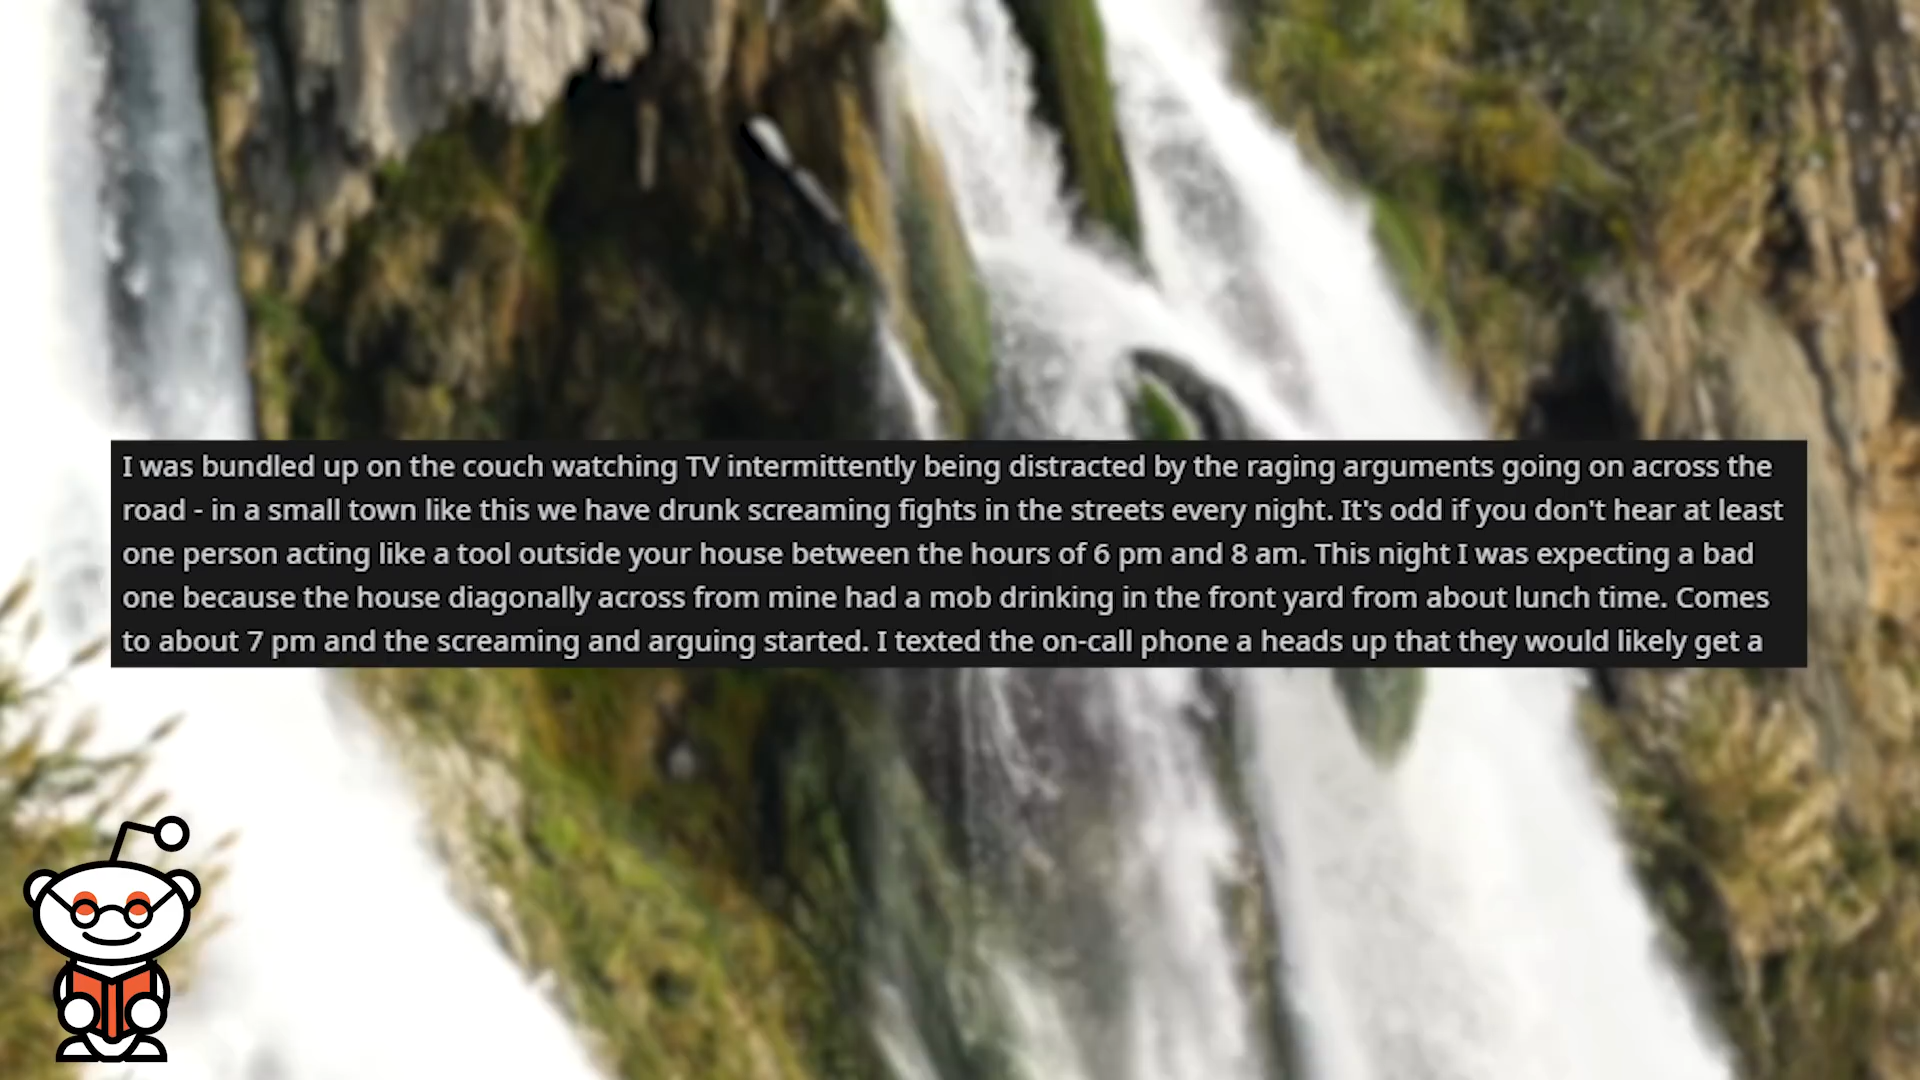 I was bundled up on the couch watching TV intermittently being distracted by the raging arguments going on across the
road - in a small town like this we have drunk screaming fights in the streets every night. It's odd if you don't hear at least
one person acting like a tool outside your house between the hours of 6 pm and 8 am. This night I was expecting a bad
one because the house diagonally across from mine had a mob drinking in the front yard from about lunch time. Comes
to about 7 pm and the screaming and arguing started. I texted the on-call phone a heads up that they would likely get a